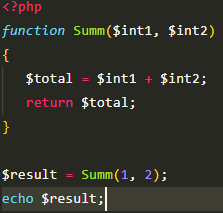 <?php
function Summ($int1, $int2)
{
    $total = $int1 + $int2;
    return $total;
}

$result = Summ(1, 2);
echo $result;